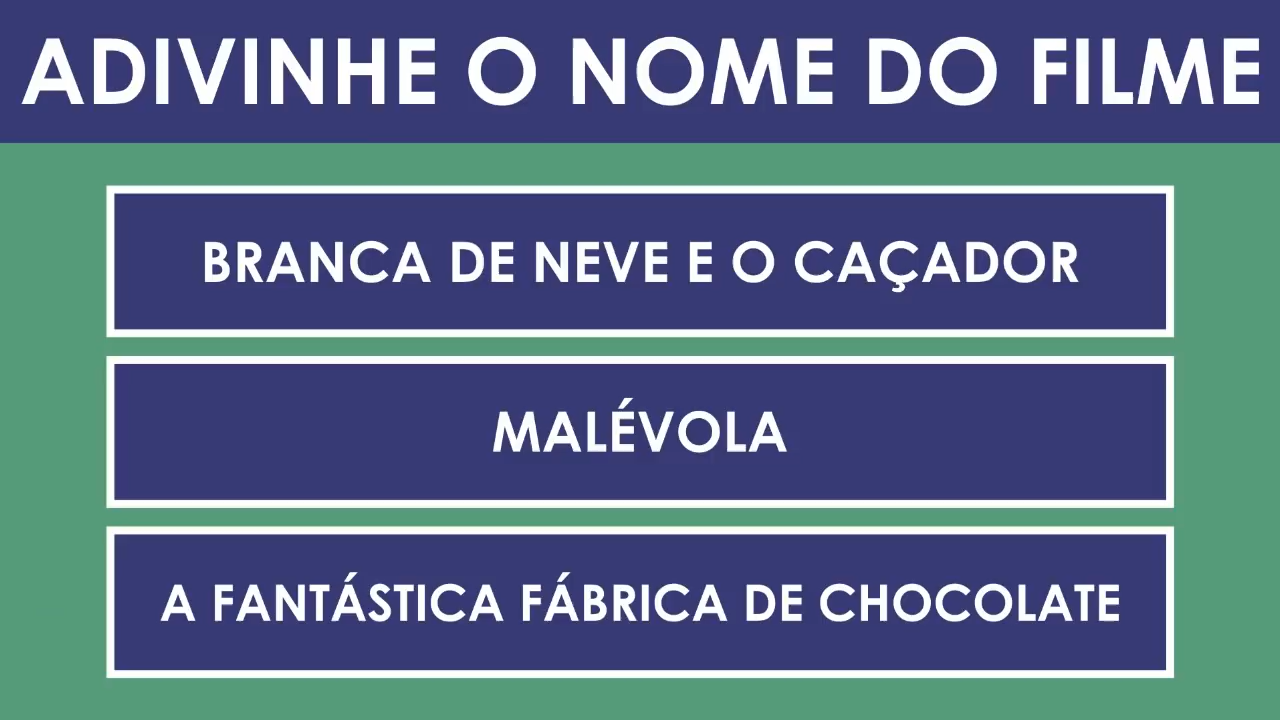 ADIVINHE O NOME DO FILME
BRANCA DE NEVE E O CAÇADOR
MALÉVOLA
A FANTÁSTICA FÁBRICA DE CHOCOLATE